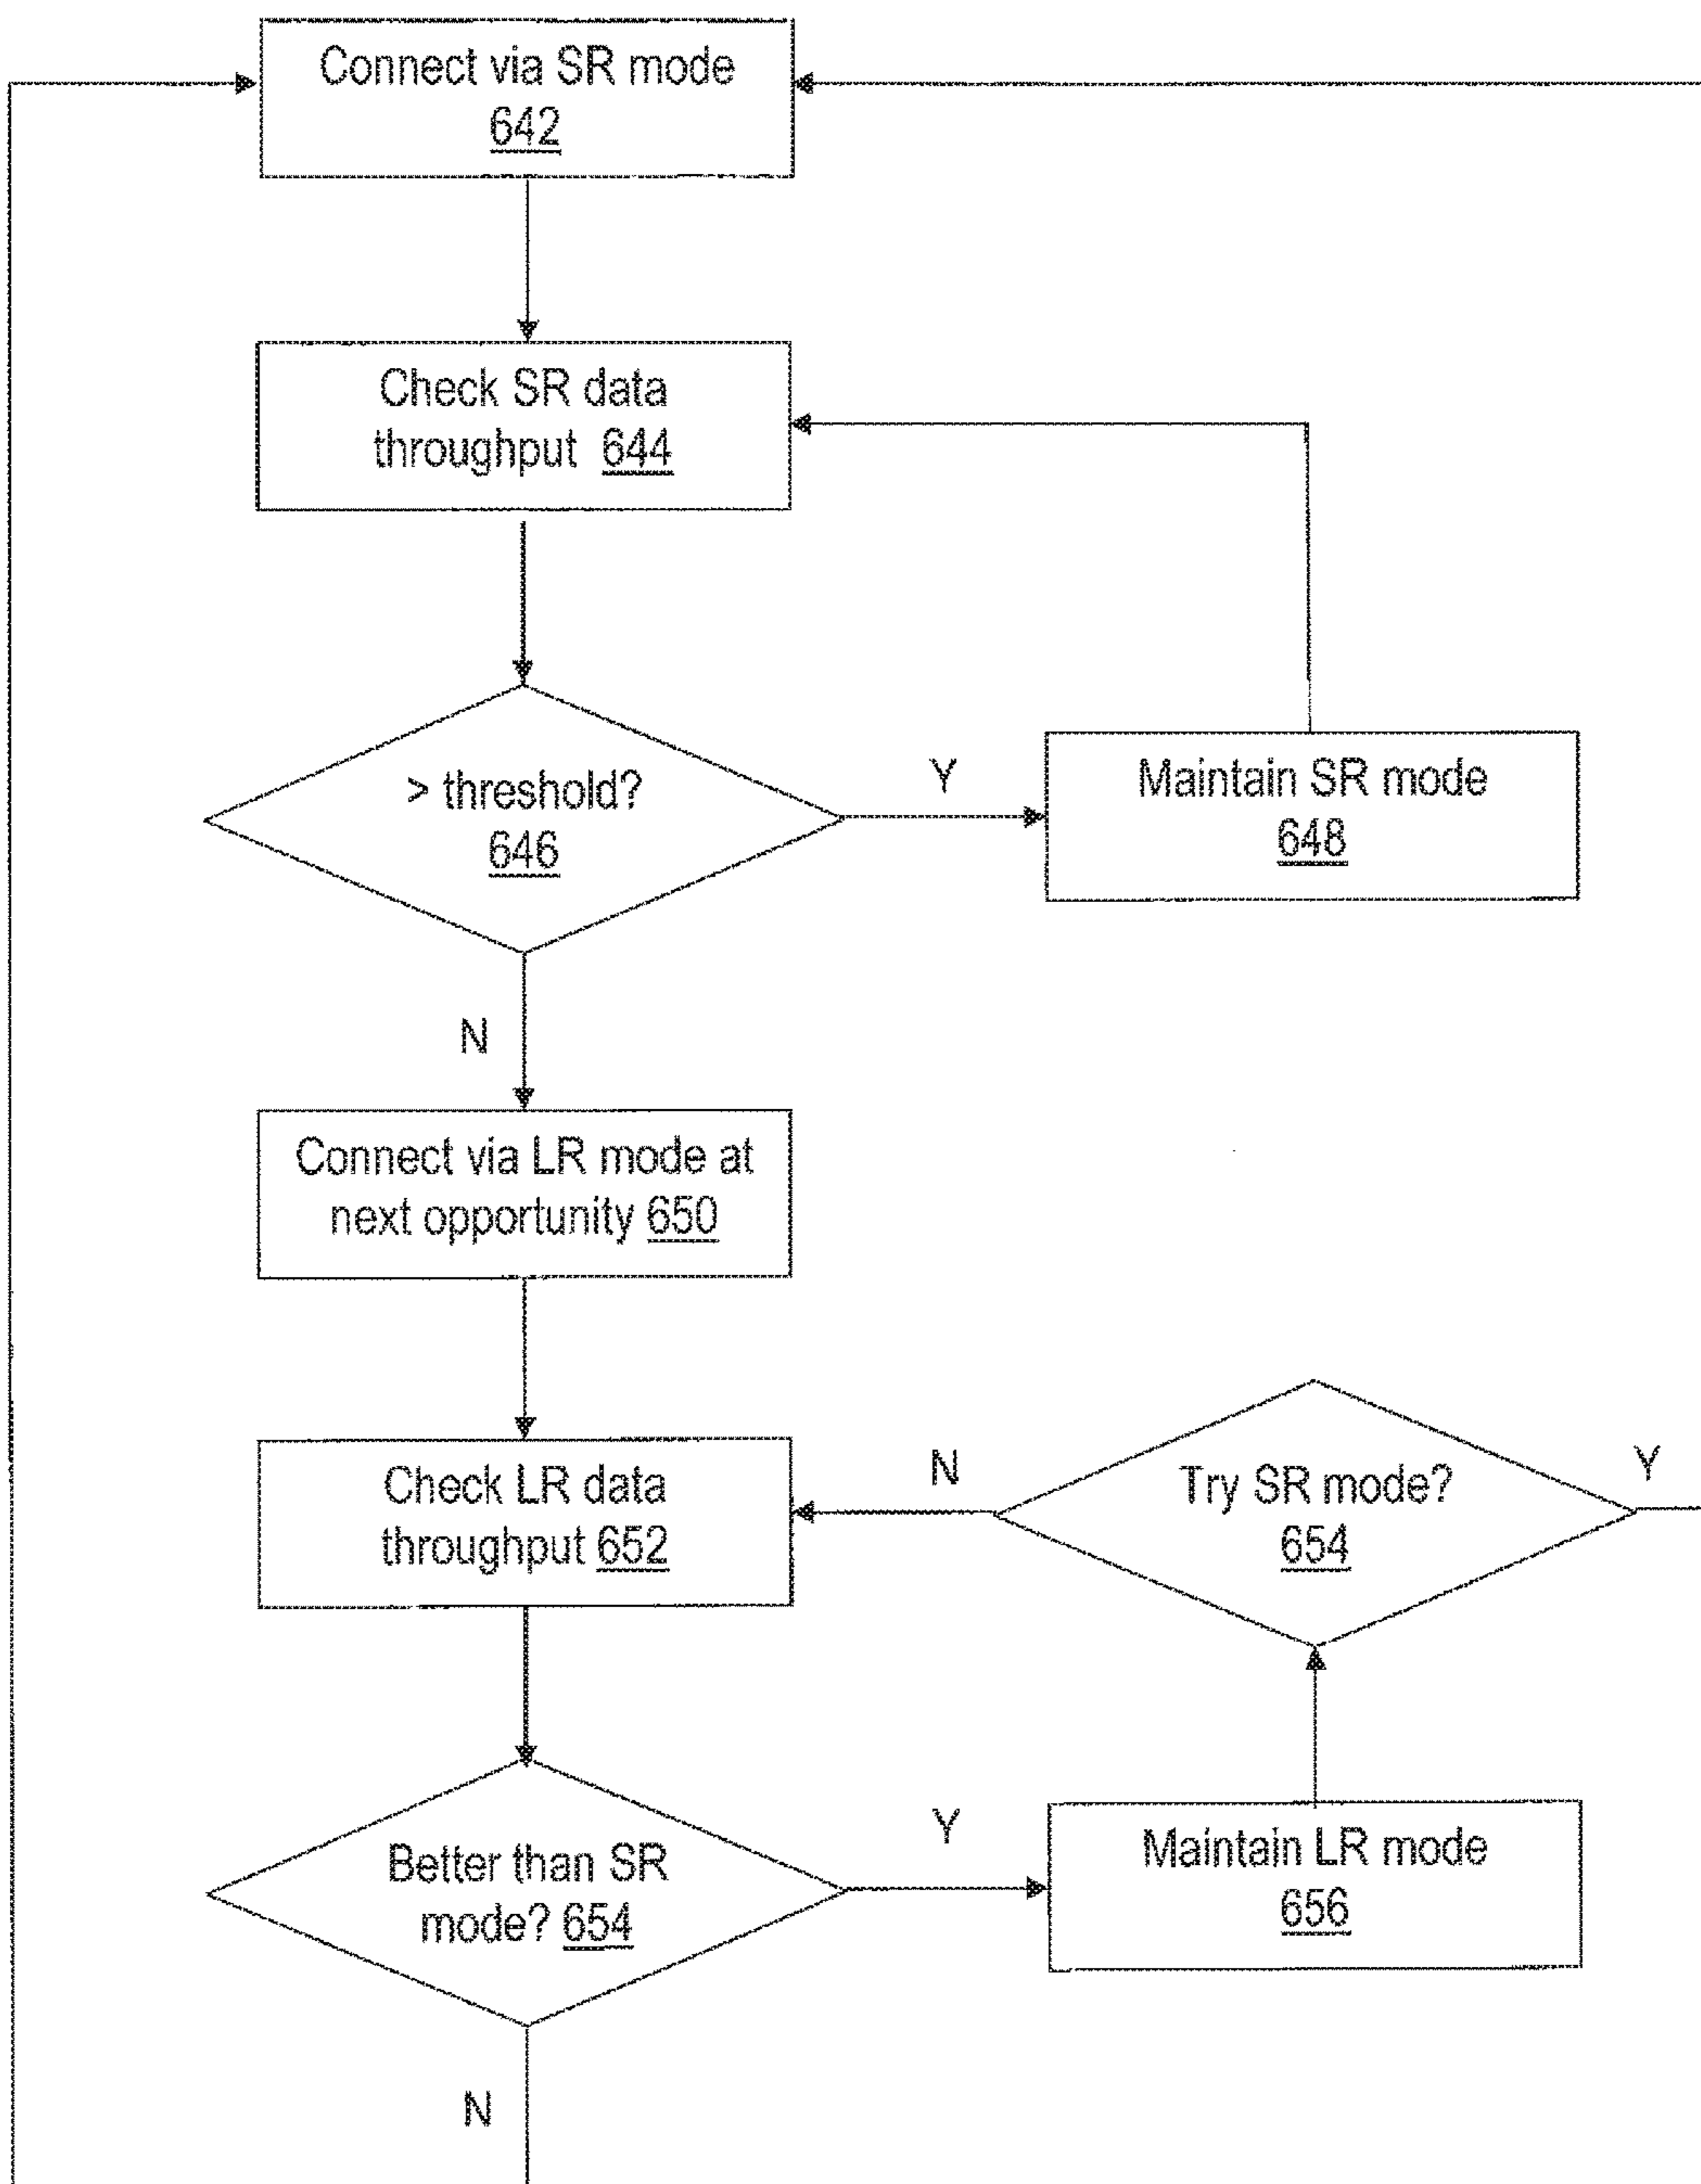 Connect via SR mode
642
Check SR data
throughput 644
> threshold?
646
Y
Maintain SR mode
648
N
Connect via LR mode at
next opportunity 650
Check LR data
throughput 652
N
Try SR mode?
654
Y
Better than SR
mode? 654
Y
Maintain LR mode
656
N